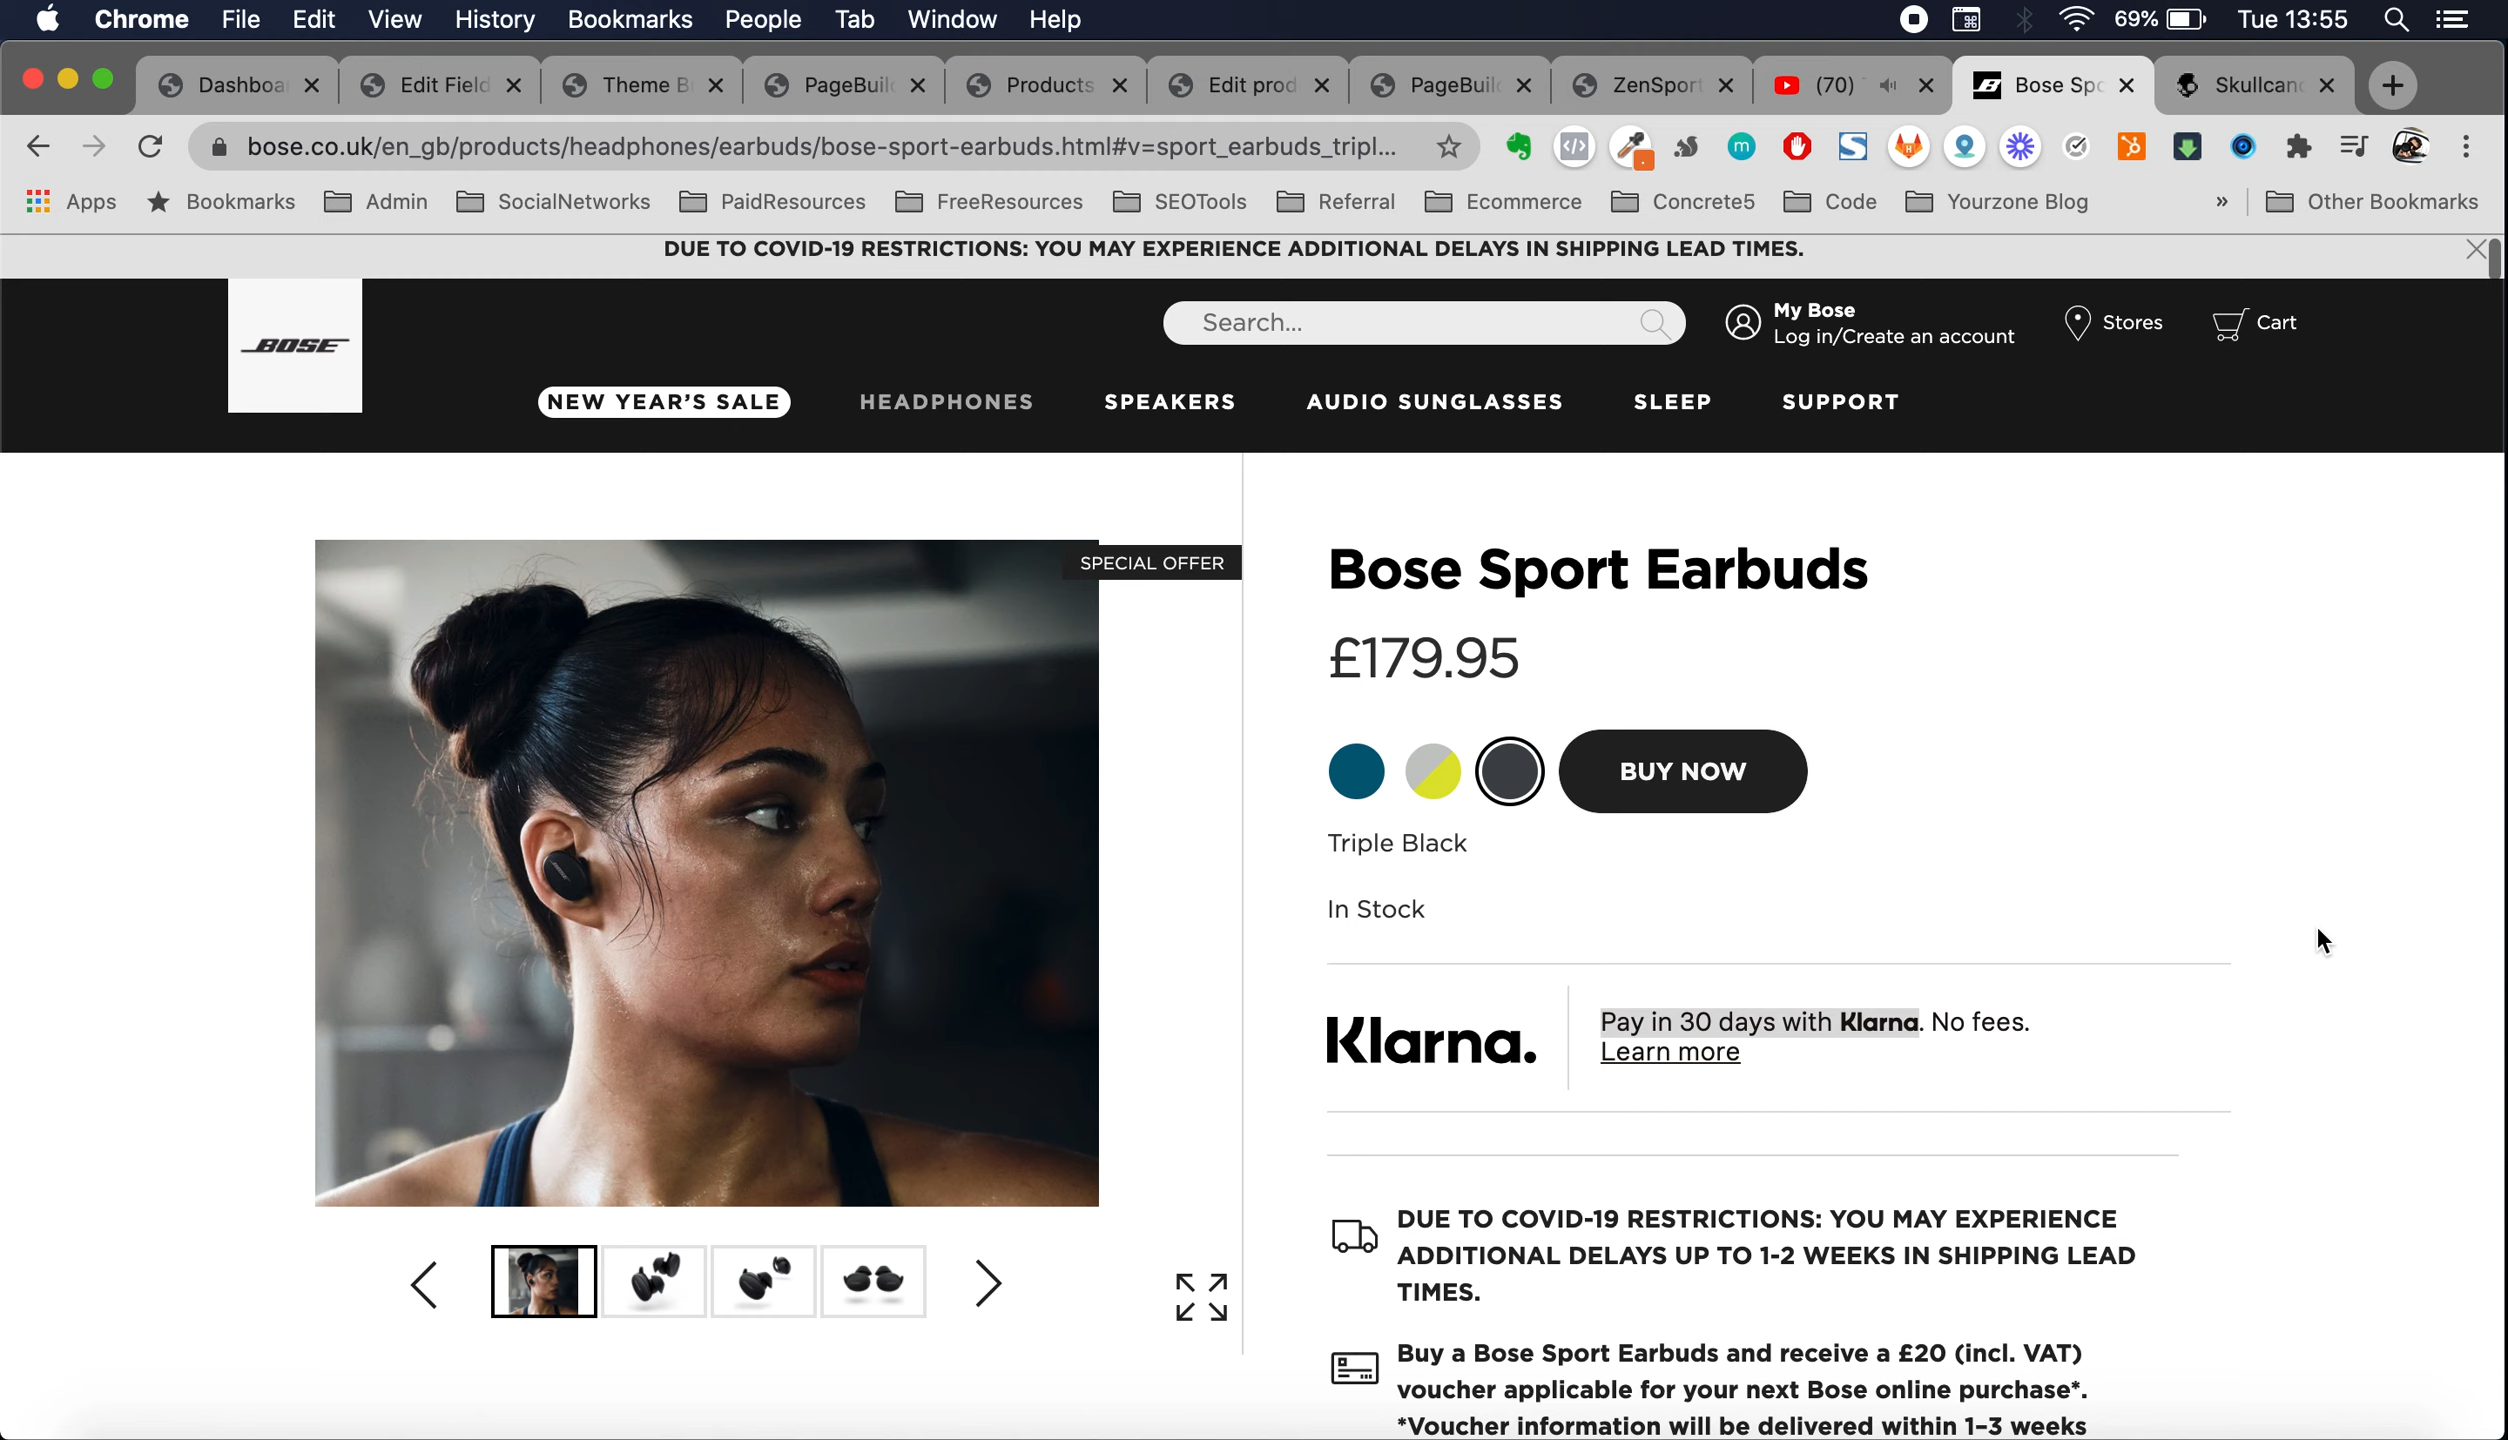 Chrome File Edit View History Bookmarks People Tab Window Help 69% Tue 13:55
Dashboa Edit Field Theme B PageBuil Products Edit prod PageBuil ZenSport (70) Bose Spo Skullcan
bose.co.uk/en_gb/products/headphones/earbuds/bose-sport-earbuds.html#v=sport_earbuds_tripl...
Apps Bookmarks Admin SocialNetworks PaidResources FreeResources SEOTools Referral Ecommerce Concrete5 Code Yourzone Blog » Other Bookmarks
DUE TO COVID-19 RESTRICTIONS: YOU MAY EXPERIENCE ADDITIONAL DELAYS IN SHIPPING LEAD TIMES.
BOSE
Search...
My Bose
Log in/Create an account
Stores
Cart
NEW YEAR'S SALE HEADPHONES SPEAKERS AUDIO SUNGLASSES SLEEP SUPPORT
SPECIAL OFFER
BOSE
Bose Sport Earbuds
£179.95
BUY NOW
Triple Black
In Stock
Klarna.
Pay in 30 days with Klarna. No fees.
Learn more
DUE TO COVID-19 RESTRICTIONS: YOU MAY EXPERIENCE
ADDITIONAL DELAYS UP TO 1-2 WEEKS IN SHIPPING LEAD
TIMES.
Buy a Bose Sport Earbuds and receive a £20 (incl. VAT)
voucher applicable for your next Bose online purchase*.
*Voucher information will be delivered within 1-3 weeks